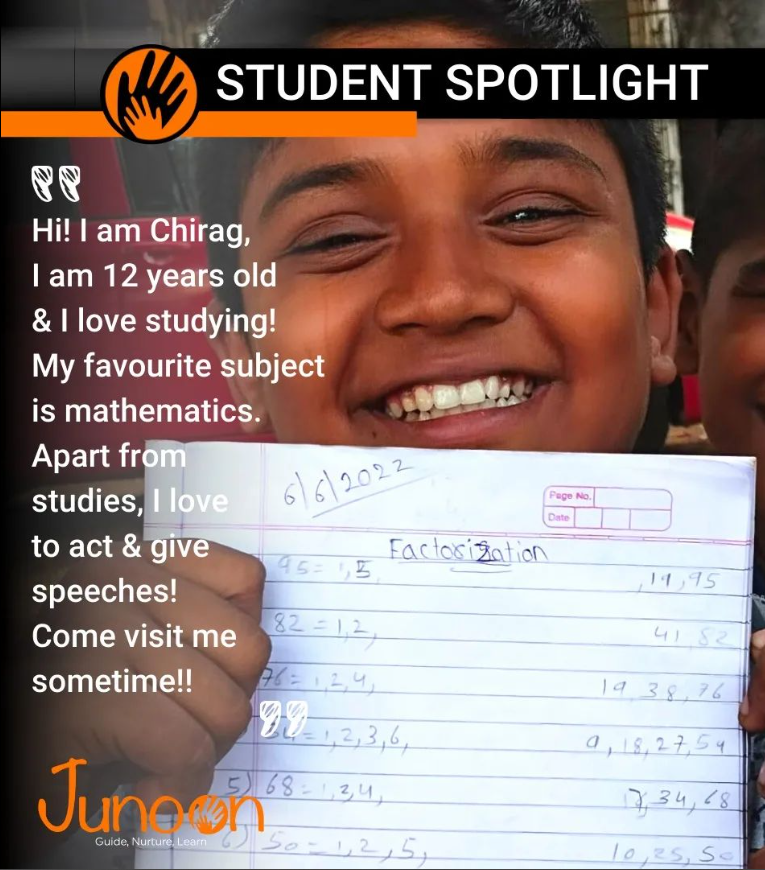 STUDENT SPOTLIGHT
Hi! I am Chirag,
I am 12 years old
& I love studying!
My favourite subject
is mathematics.
Apart from
studies, I love
to act & give
speeches!
Come visit me
sometime!!
6/6/2022
Page No.
Date
Factorization
95 = 1, 5, 19, 95
82 = 1, 2, 41, 82
76 = 1, 2, 4, 19, 38, 76
= 1, 2, 3, 6, 9, 18, 27, 54
5) 68 = 1, 2, 4, 17, 34, 68
6) 50 = 1, 2, 5, 10, 25, 50
Junoon
Guide, Nurture, Learn